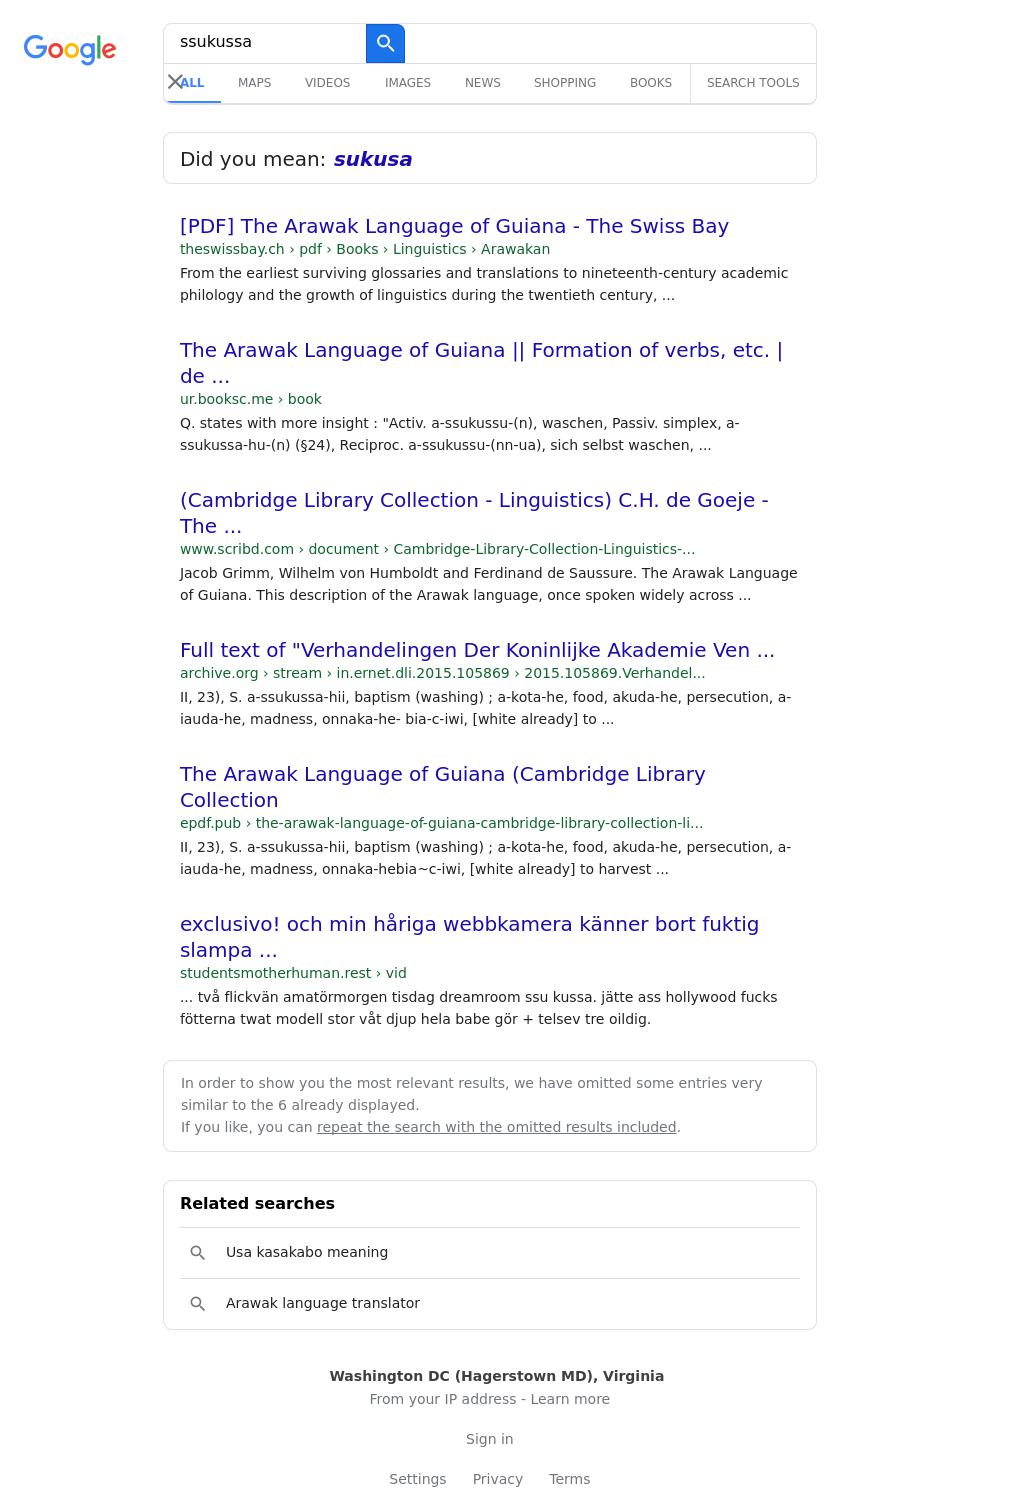 Google
ssukussa
ALL MAPS VIDEOS IMAGES NEWS SHOPPING BOOKS SEARCH TOOLS
Did you mean: sukusa
[PDF] The Arawak Language of Guiana - The Swiss Bay
theswissbay.ch › pdf › Books › Linguistics › Arawakan
From the earliest surviving glossaries and translations to nineteenth-century academic
philology and the growth of linguistics during the twentieth century, ...
The Arawak Language of Guiana || Formation of verbs, etc. |
de ...
ur.booksc.me › book
Q. states with more insight : "Activ. a-ssukussu-(n), waschen, Passiv. simplex, a-
ssukussa-hu-(n) (§24), Reciproc. a-ssukussu-(nn-ua), sich selbst waschen, ...
(Cambridge Library Collection - Linguistics) C.H. de Goeje -
The ...
www.scribd.com › document › Cambridge-Library-Collection-Linguistics-...
Jacob Grimm, Wilhelm von Humboldt and Ferdinand de Saussure. The Arawak Language
of Guiana. This description of the Arawak language, once spoken widely across ...
Full text of "Verhandelingen Der Koninlijke Akademie Ven ...
archive.org › stream › in.ernet.dli.2015.105869 › 2015.105869.Verhandel...
II, 23), S. a-ssukussa-hii, baptism (washing) ; a-kota-he, food, akuda-he, persecution, a-
iauda-he, madness, onnaka-he- bia-c-iwi, [white already] to ...
The Arawak Language of Guiana (Cambridge Library
Collection
epdf.pub › the-arawak-language-of-guiana-cambridge-library-collection-li...
II, 23), S. a-ssukussa-hii, baptism (washing) ; a-kota-he, food, akuda-he, persecution, a-
iauda-he, madness, onnaka-hebia~c-iwi, [white already] to harvest ...
exclusivo! och min håriga webbkamera känner bort fuktig
slampa ...
studentsmotherhuman.rest › vid
... två flickvän amatörmorgen tisdag dreamroom ssu kussa. jätte ass hollywood fucks
fötterna twat modell stor våt djup hela babe gör + telsev tre oildig.
In order to show you the most relevant results, we have omitted some entries very
similar to the 6 already displayed.
If you like, you can repeat the search with the omitted results included.
Related searches
Usa kasakabo meaning
Arawak language translator
Washington DC (Hagerstown MD), Virginia
From your IP address - Learn more
Sign in
Settings Privacy Terms